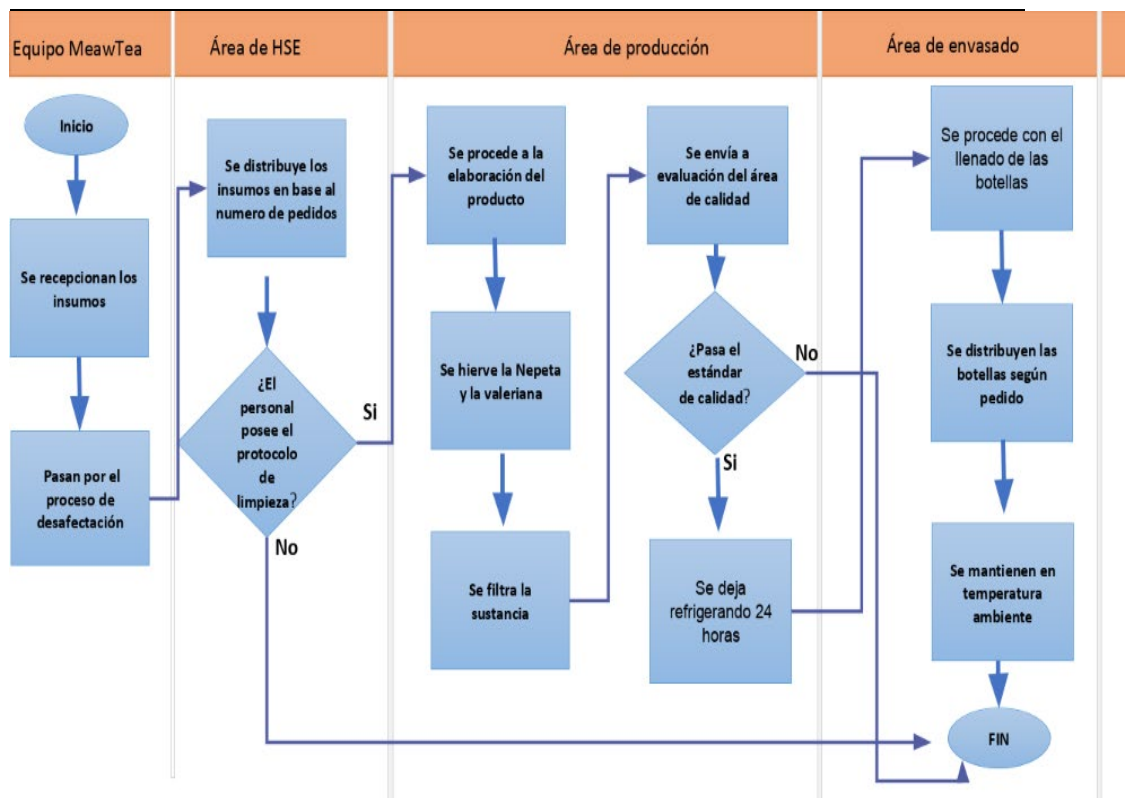 Equipo MeawTea
Área de HSE
Área de producción
Área de envasado
Inicio
Se recepcionan los
insumos
Pasan por el
proceso de
desafectación
Se distribuye los
insumos en base al
numero de pedidos
¿El
personal
posee el
protocolo
de
limpieza?
Si
No
Se procede a la
elaboración del
producto
Se hierve la Nepeta
y la valeriana
Se filtra la
sustancia
Se envía a
evaluación del área
de calidad
¿Pasa el
estándar
de calidad?
No
Si
Se deja
refrigerando 24
horas
Se procede con el
llenado de las
botellas
Se distribuyen las
botellas según
pedido
Se mantienen en
temperatura
ambiente
FIN